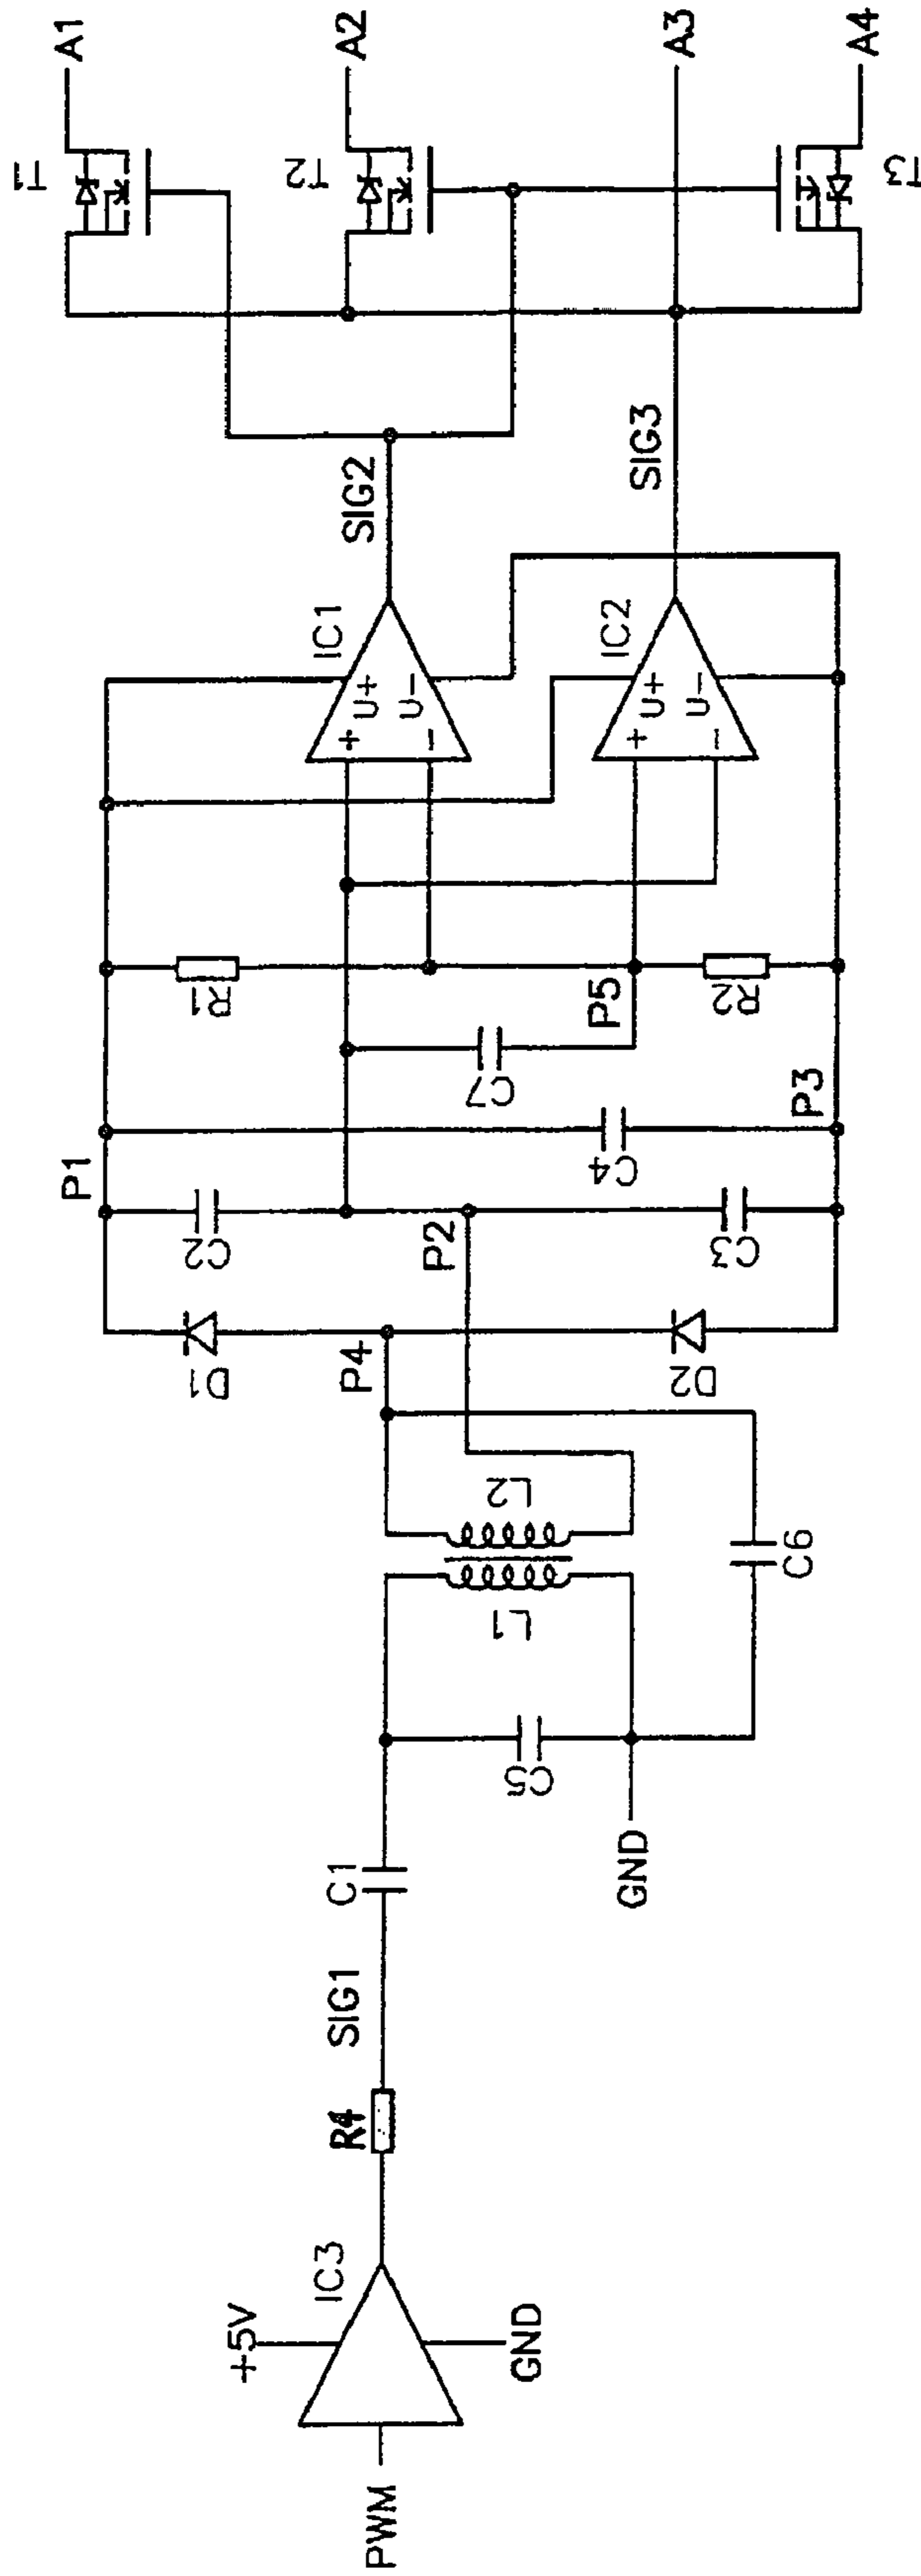 A1
T1
A2
T2
A3
A4
T3
SIG2
SIG3
IC1
+
U+
U-
-
IC2
+
U+
U-
-
R1
P5
R2
C7
P3
P1
C4
C2
P2
C3
P4
D1
D2
L2
L1
C6
C5
GND
C1
SIG1
R4
IC3
+5V
GND
PWM